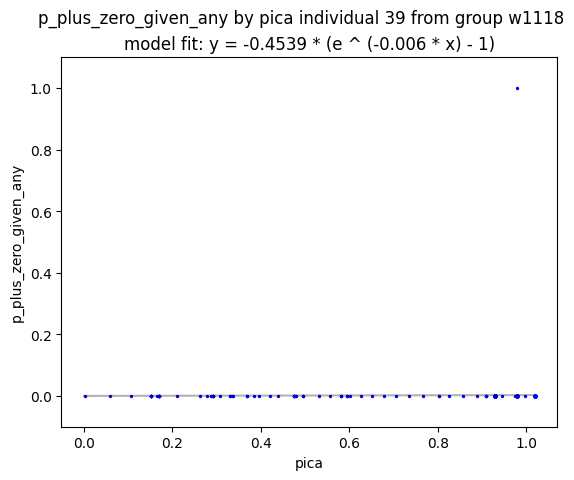 p_plus_zero_given_any by pica individual 39 from group w1118
model fit: y = -0.4539 * (e ^ (-0.006 * x) - 1)
p_plus_zero_given_any
1.0
0.8
0.6
0.4
0.2
0.0
0.0 0.2 0.4 0.6 0.8 1.0
pica